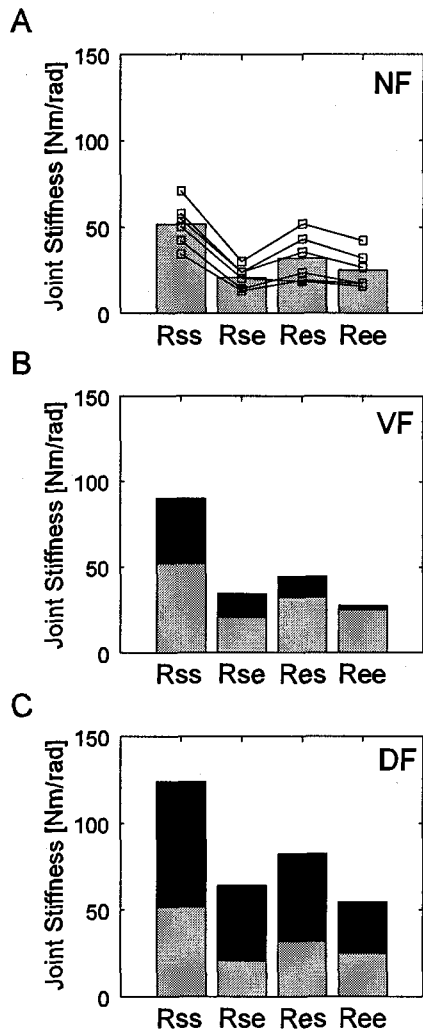 A
150
NF
100
50
0
Joint Stiffness [Nm/rad]
Rss Rse Res Ree
B
150
VF
100
50
0
Joint Stiffness [Nm/rad]
Rss Rse Res Ree
C
150
DF
100
50
0
Joint Stiffness [Nm/rad]
Rss Rse Res Ree